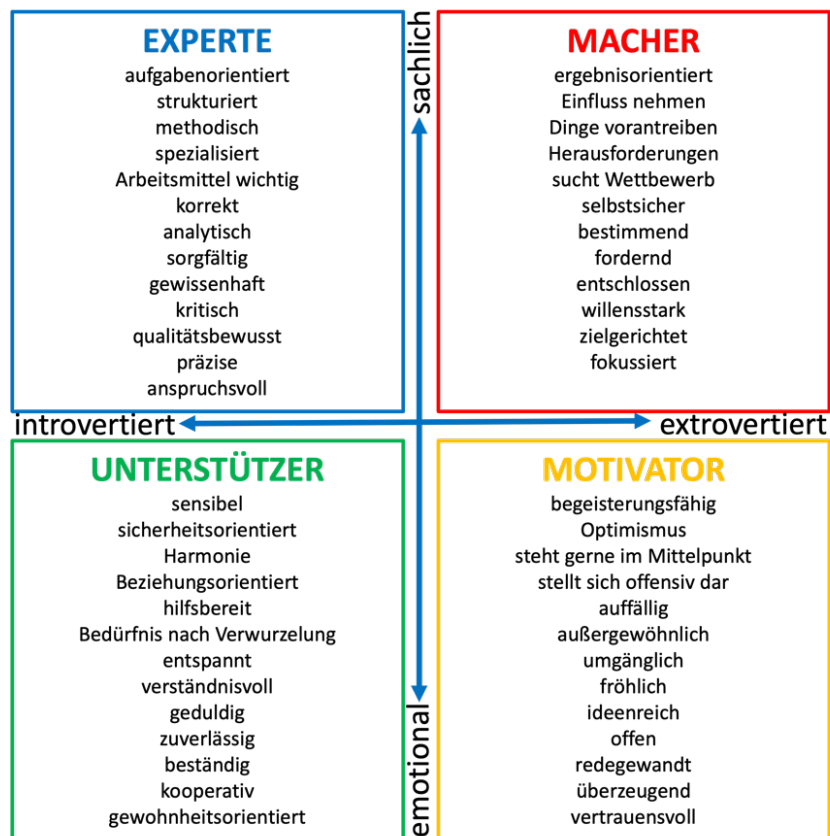 EXPERTE
aufgabenorientiert
strukturiert
methodisch
spezialisiert
Arbeitsmittel wichtig
korrekt
analytisch
sorgfältig
gewissenhaft
kritisch
qualitätsbewusst
präzise
anspruchsvoll
sachlich
MACHER
ergebnisorientiert
Einfluss nehmen
Dinge vorantreiben
Herausforderungen
sucht Wettbewerb
selbstsicher
bestimmend
fordernd
entschlossen
willensstark
zielgerichtet
fokussiert
introvertiert
extrovertiert
UNTERSTÜTZER
sensibel
sicherheitsorientiert
Harmonie
Beziehungsorientiert
hilfsbereit
Bedürfnis nach Verwurzelung
entspannt
verständnisvoll
geduldig
zuverlässig
beständig
kooperativ
gewohnheitsorientiert
emotional
MOTIVATOR
begeisterungsfähig
Optimismus
steht gerne im Mittelpunkt
stellt sich offensiv dar
auffällig
außergewöhnlich
umgänglich
fröhlich
ideenreich
offen
redegewandt
überzeugend
vertrauensvoll